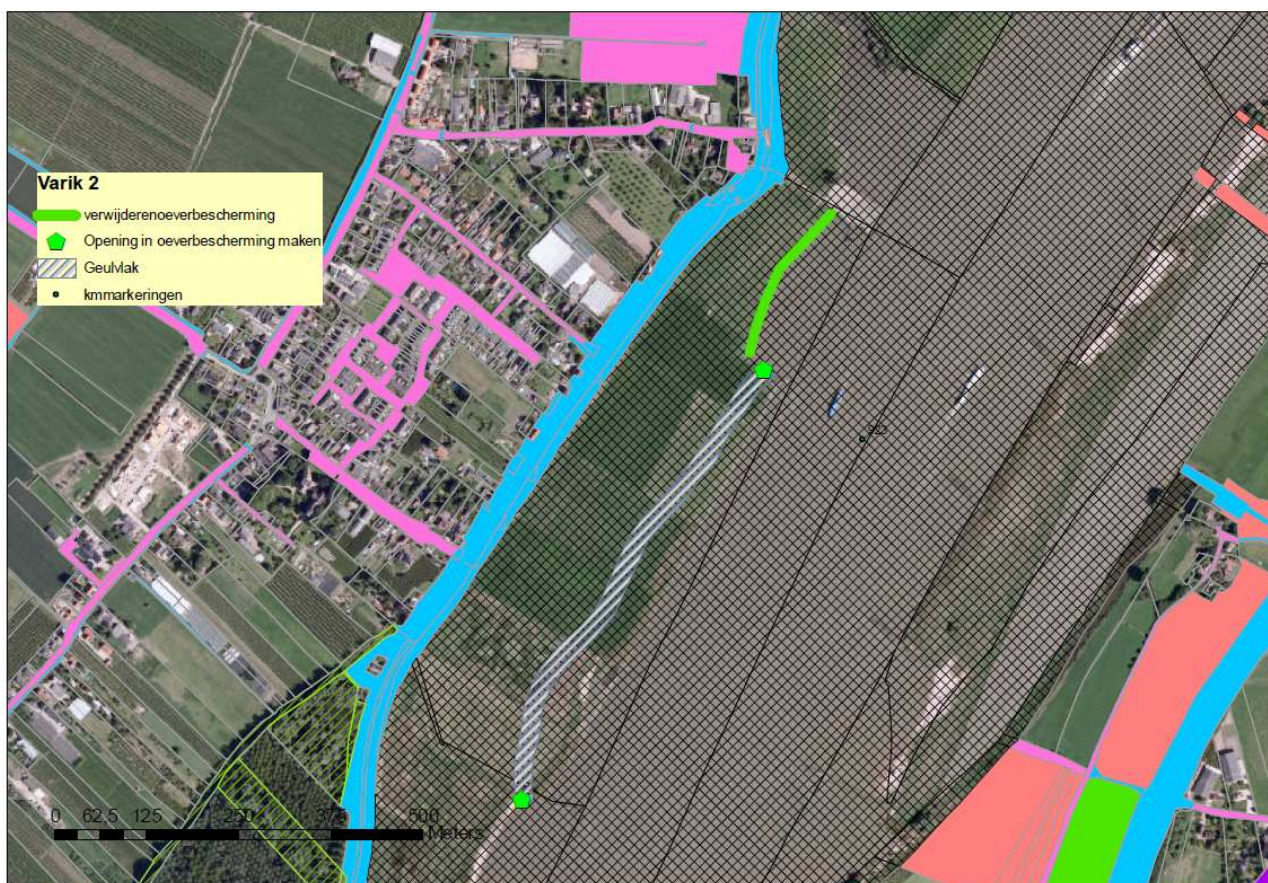 Varik 2
verwijderenoeverbescherming
Opening in oeverbescherming maken
Geulvlak
kmmarkeringen
0 62.5 125 250 375 500
Meters